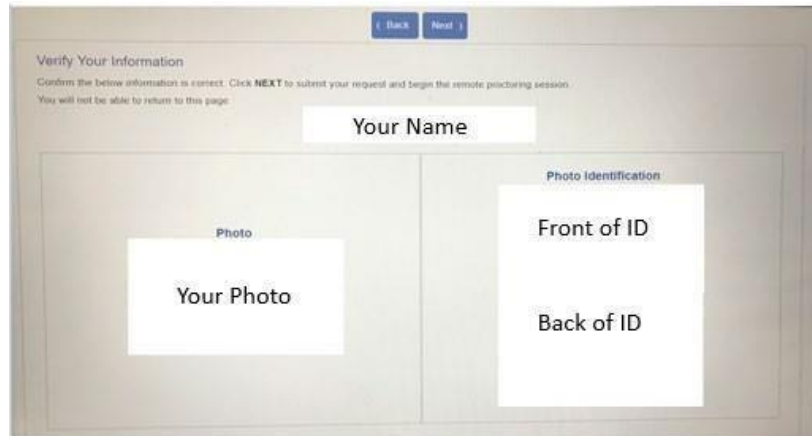 Back Next
Verify Your Information
Confirm the below information is correct. Click NEXT to submit your request and begin the remote proctoring session.
You will not be able to return to this page.
Your Name
Photo
Your Photo
Photo Identification
Front of ID
Back of ID